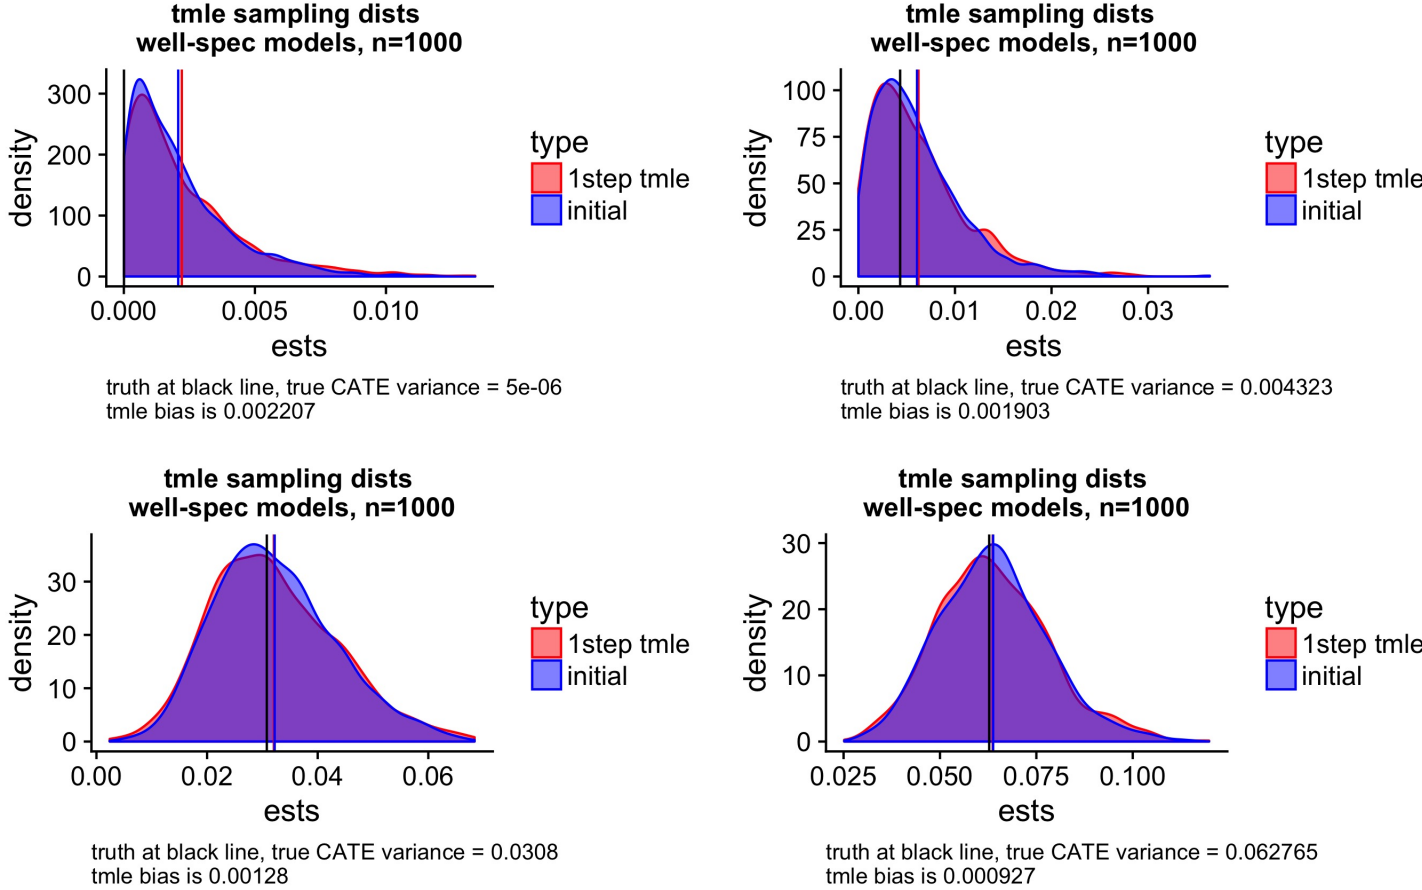 tmle sampling dists
well-spec models, n=1000
density
300
200
100
0
0.000 0.005 0.010
ests
type
1step tmle
initial
truth at black line, true CATE variance = 5e-06
tmle bias is 0.002207
tmle sampling dists
well-spec models, n=1000
density
100
75
50
25
0
0.00 0.01 0.02 0.03
ests
type
1step tmle
initial
truth at black line, true CATE variance = 0.004323
tmle bias is 0.001903
tmle sampling dists
well-spec models, n=1000
density
30
20
10
0
0.00 0.02 0.04 0.06
ests
type
1step tmle
initial
truth at black line, true CATE variance = 0.0308
tmle bias is 0.00128
tmle sampling dists
well-spec models, n=1000
density
30
20
10
0
0.025 0.050 0.075 0.100
ests
type
1step tmle
initial
truth at black line, true CATE variance = 0.062765
tmle bias is 0.000927